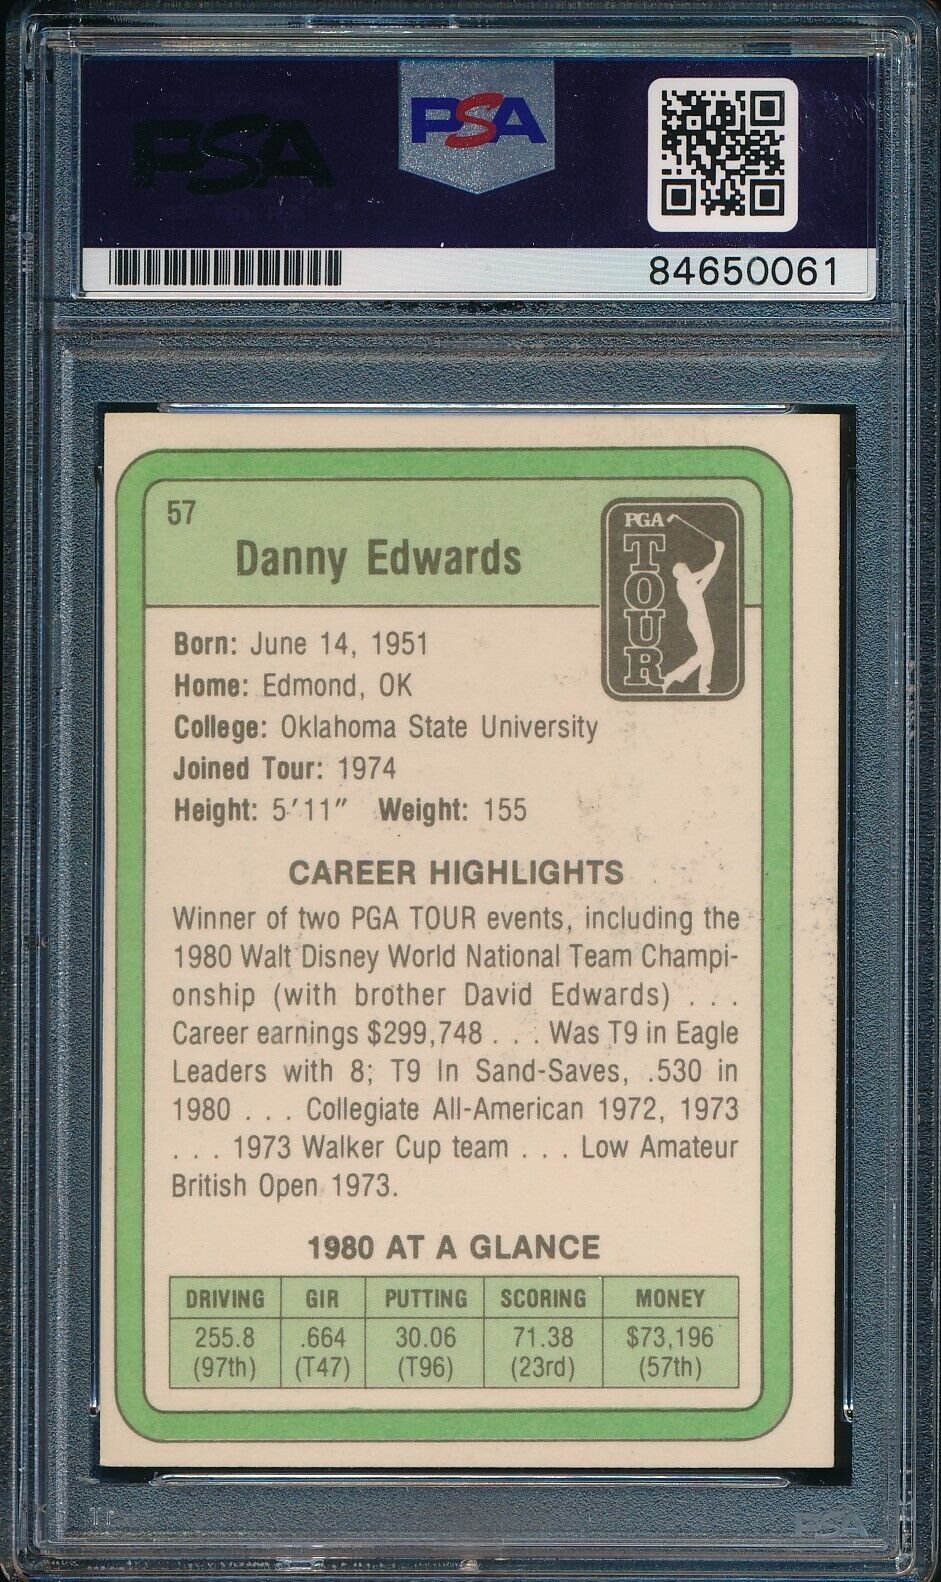 PSA
PSA
84650061
57
Danny Edwards
PGA
TOUR
Born: June 14, 1951
Home: Edmond, OK
College: Oklahoma State University
Joined Tour: 1974
Height: 5'11" Weight: 155
CAREER HIGHLIGHTS
Winner of two PGA TOUR events, including the
1980 Walt Disney World National Team Champi-
onship (with brother David Edwards) . . .
Career earnings $299,748 . . . Was T9 in Eagle
Leaders with 8; T9 In Sand-Saves, .530 in
1980 . . . Collegiate All-American 1972, 1973
. . . 1973 Walker Cup team . . . Low Amateur
British Open 1973.
1980 AT A GLANCE
DRIVING GIR PUTTING SCORING MONEY
255.8 .664 30.06 71.38 $73,196
(97th) (T47) (T96) (23rd) (57th)
PSA